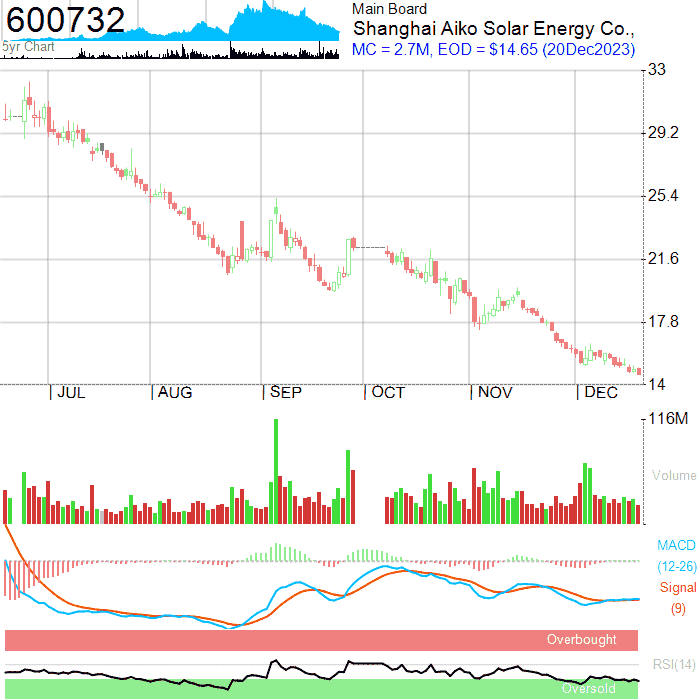 600732
5yr Chart
Main Board
Shanghai Aiko Solar Energy Co.,
MC = 2.7M, EOD = $14.65 (20Dec2023)
33
29.2
25.4
21.6
17.8
14
JUL AUG SEP OCT NOV DEC
116M
Volume
MACD
(12-26)
Signal
(9)
Overbought
RSI(14)
Oversold